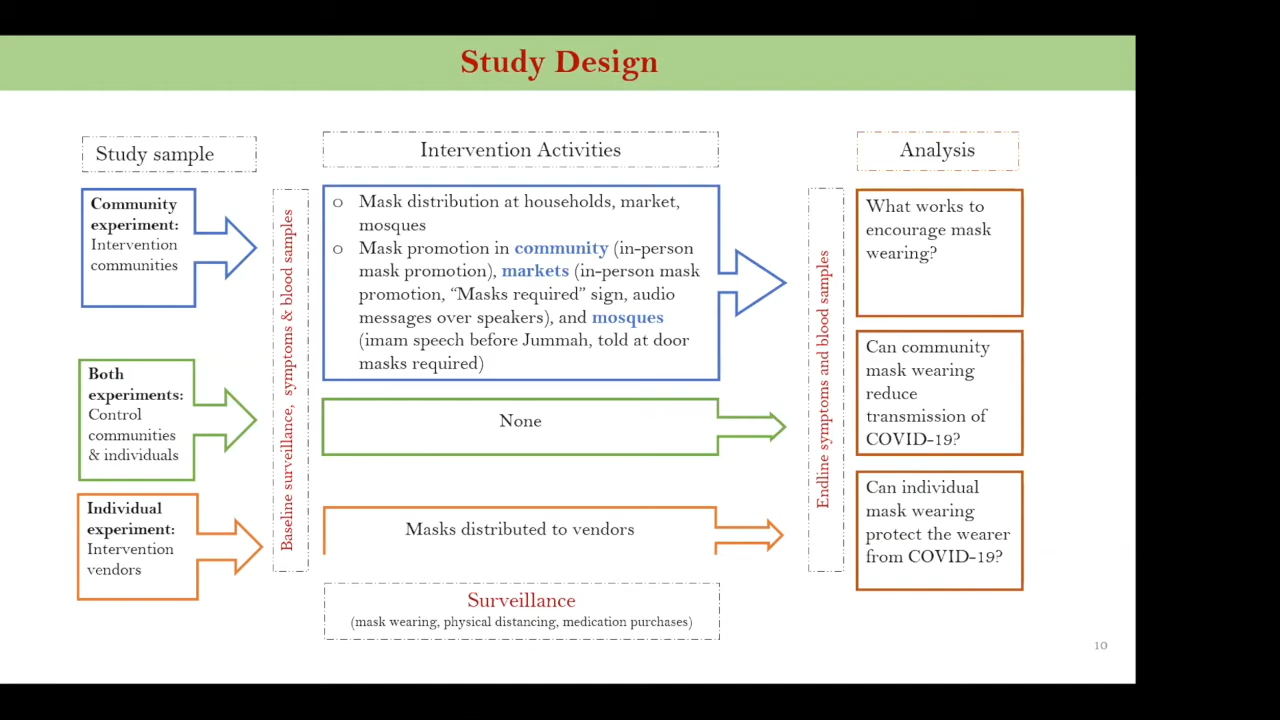 Study Design
Study sample
Intervention Activities
Analysis
Community
experiment:
Intervention
communities
Both
experiments:
Control
communities
& individuals
Individual
experiment:
Intervention
vendors
Baseline surveillance, symptoms & blood samples
o Mask distribution at households, market,
mosques
o Mask promotion in community (in-person
mask promotion), markets (in-person mask
promotion, “Masks required” sign, audio
messages over speakers), and mosques
(imam speech before Jummah, told at door
masks required)
None
Masks distributed to vendors
Surveillance
(mask wearing, physical distancing, medication purchases)
Endline symptoms and blood samples
What works to
encourage mask
wearing?
Can community
mask wearing
reduce
transmission of
COVID-19?
Can individual
mask wearing
protect the wearer
from COVID-19?
10